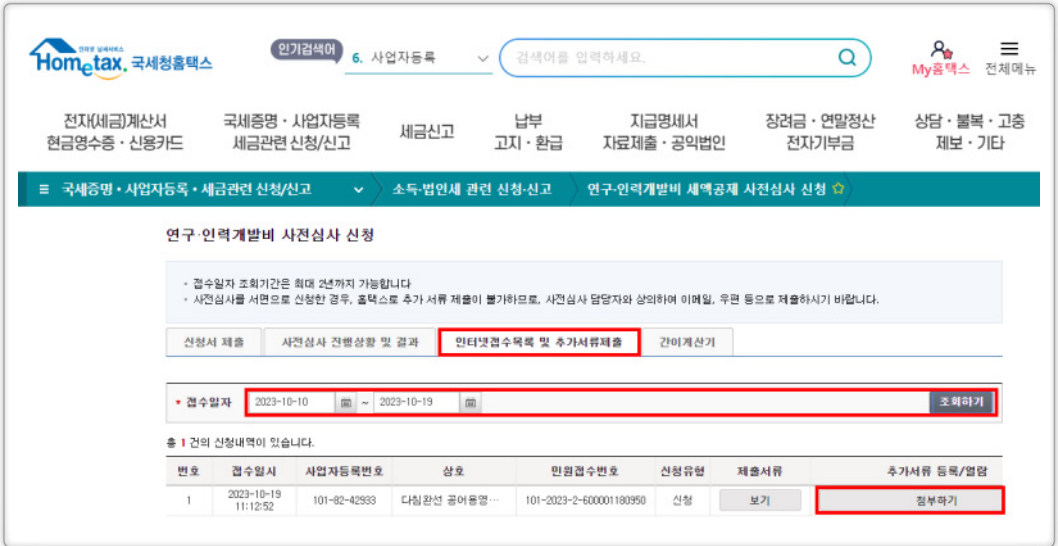 인터넷 납세서비스
Hometax. 국세청홈택스
인기검색어
6. 사업자등록
검색어를 입력하세요.
My홈택스
전체메뉴
전자(세금)계산서
현금영수증・신용카드
국세증명・사업자등록
세금관련 신청/신고
세금신고
납부
고지・환급
지급명세서
자료제출・공익법인
장려금・연말정산
전자기부금
상담・불복・고충
제보・기타
국세증명・사업자등록・세금관련 신청/신고
소득·법인세 관련 신청·신고
연구·인력개발비 세액공제 사전심사 신청
연구·인력개발비 사전심사 신청
접수일자 조회기간은 최대 2년까지 가능합니다
사전심사를 서면으로 신청한 경우, 홈택스로 추가 서류 제출이 불가하므로, 사전심사 담당자와 상의하여 이메일, 우편 등으로 제출하시기 바랍니다.
신청서 제출
사전심사 진행상황 및 결과
인터넷접수목록 및 추가서류제출
간이계산기
접수일자 2023-10-10 ~ 2023-10-19 조회하기
총 1 건의 신청내역이 있습니다.
번호 접수일시 사업자등록번호 상호 민원접수번호 신청유형 제출서류 추가서류 등록/열람
1 2023-10-19 11:12:52 101-82-42933 101-2023-2-600001180950 신청 보기 첨부하기